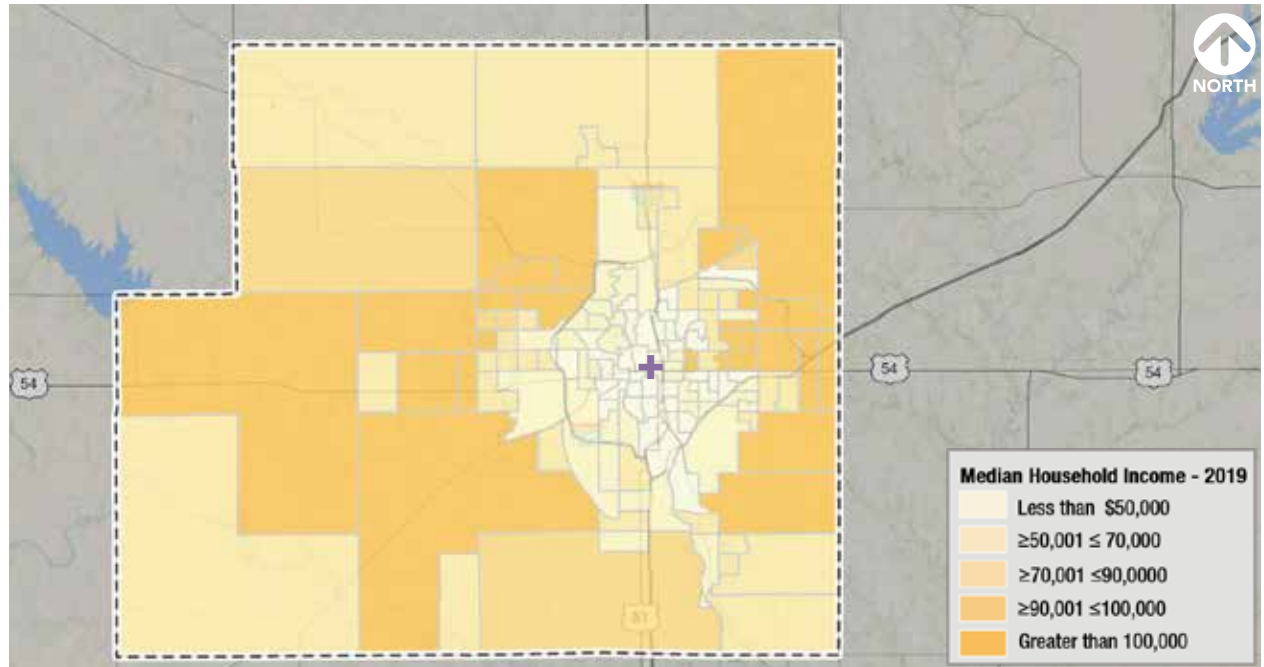 NORTH
54
54
54
Median Household Income - 2019
Less than $50,000
≥50,001 ≤ 70,000
≥70,001 ≤90,0000
≥90,001 ≤100,000
Greater than 100,000